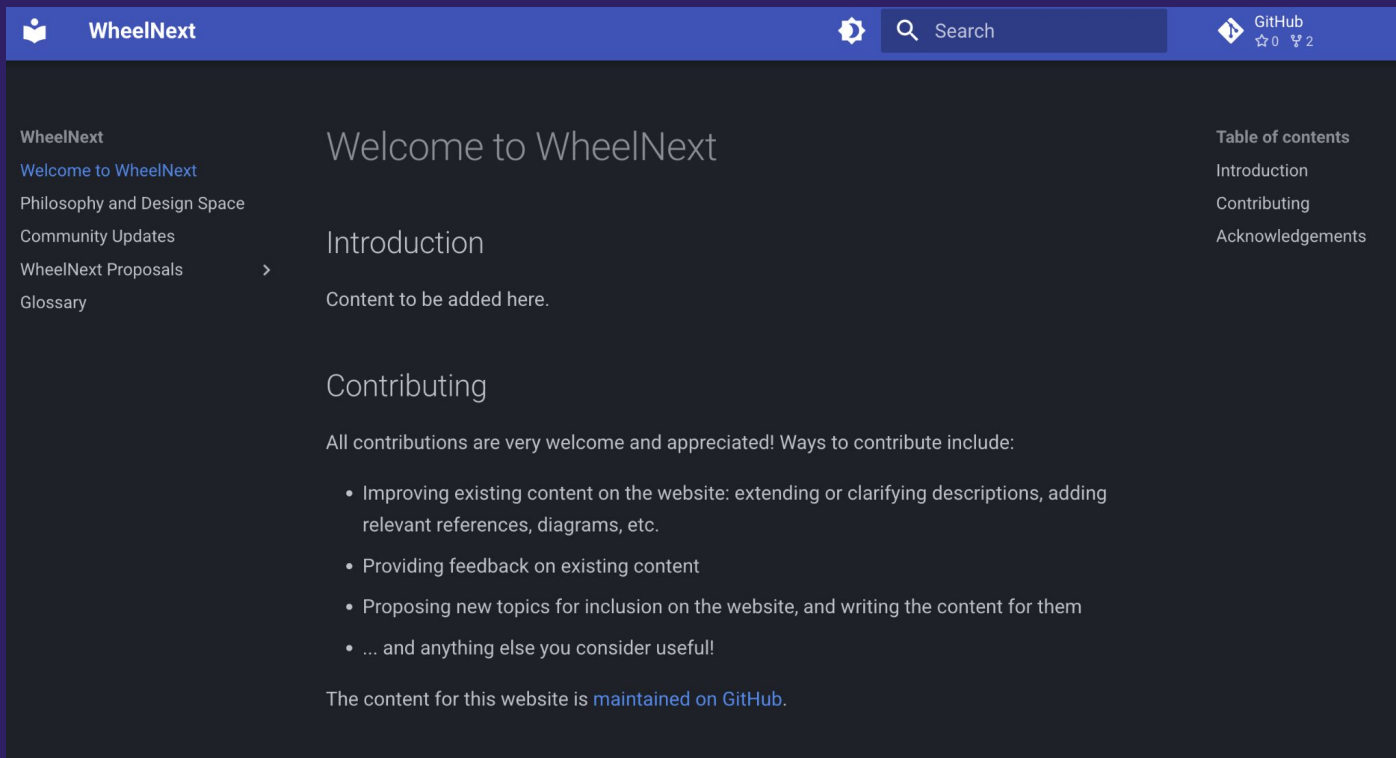 WheelNext
Search
GitHub
0 2
WheelNext
Welcome to WheelNext
Philosophy and Design Space
Community Updates
WheelNext Proposals
Glossary
Welcome to WheelNext
Introduction
Content to be added here.
Contributing
All contributions are very welcome and appreciated! Ways to contribute include:
• Improving existing content on the website: extending or clarifying descriptions, adding
relevant references, diagrams, etc.
• Providing feedback on existing content
• Proposing new topics for inclusion on the website, and writing the content for them
• ... and anything else you consider useful!
The content for this website is maintained on GitHub.
Table of contents
Introduction
Contributing
Acknowledgements